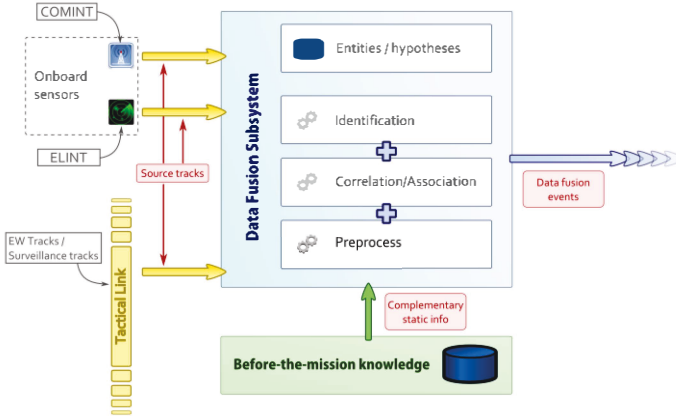 COMINT
Onboard
sensors
ELINT
Source tracks
EW Tracks /
Surveillance tracks
Tactical Link
Data Fusion Subsystem
Entities / hypotheses
Identification
Correlation/Association
Preprocess
Data fusion
events
Complementary
static info
Before-the-mission knowledge